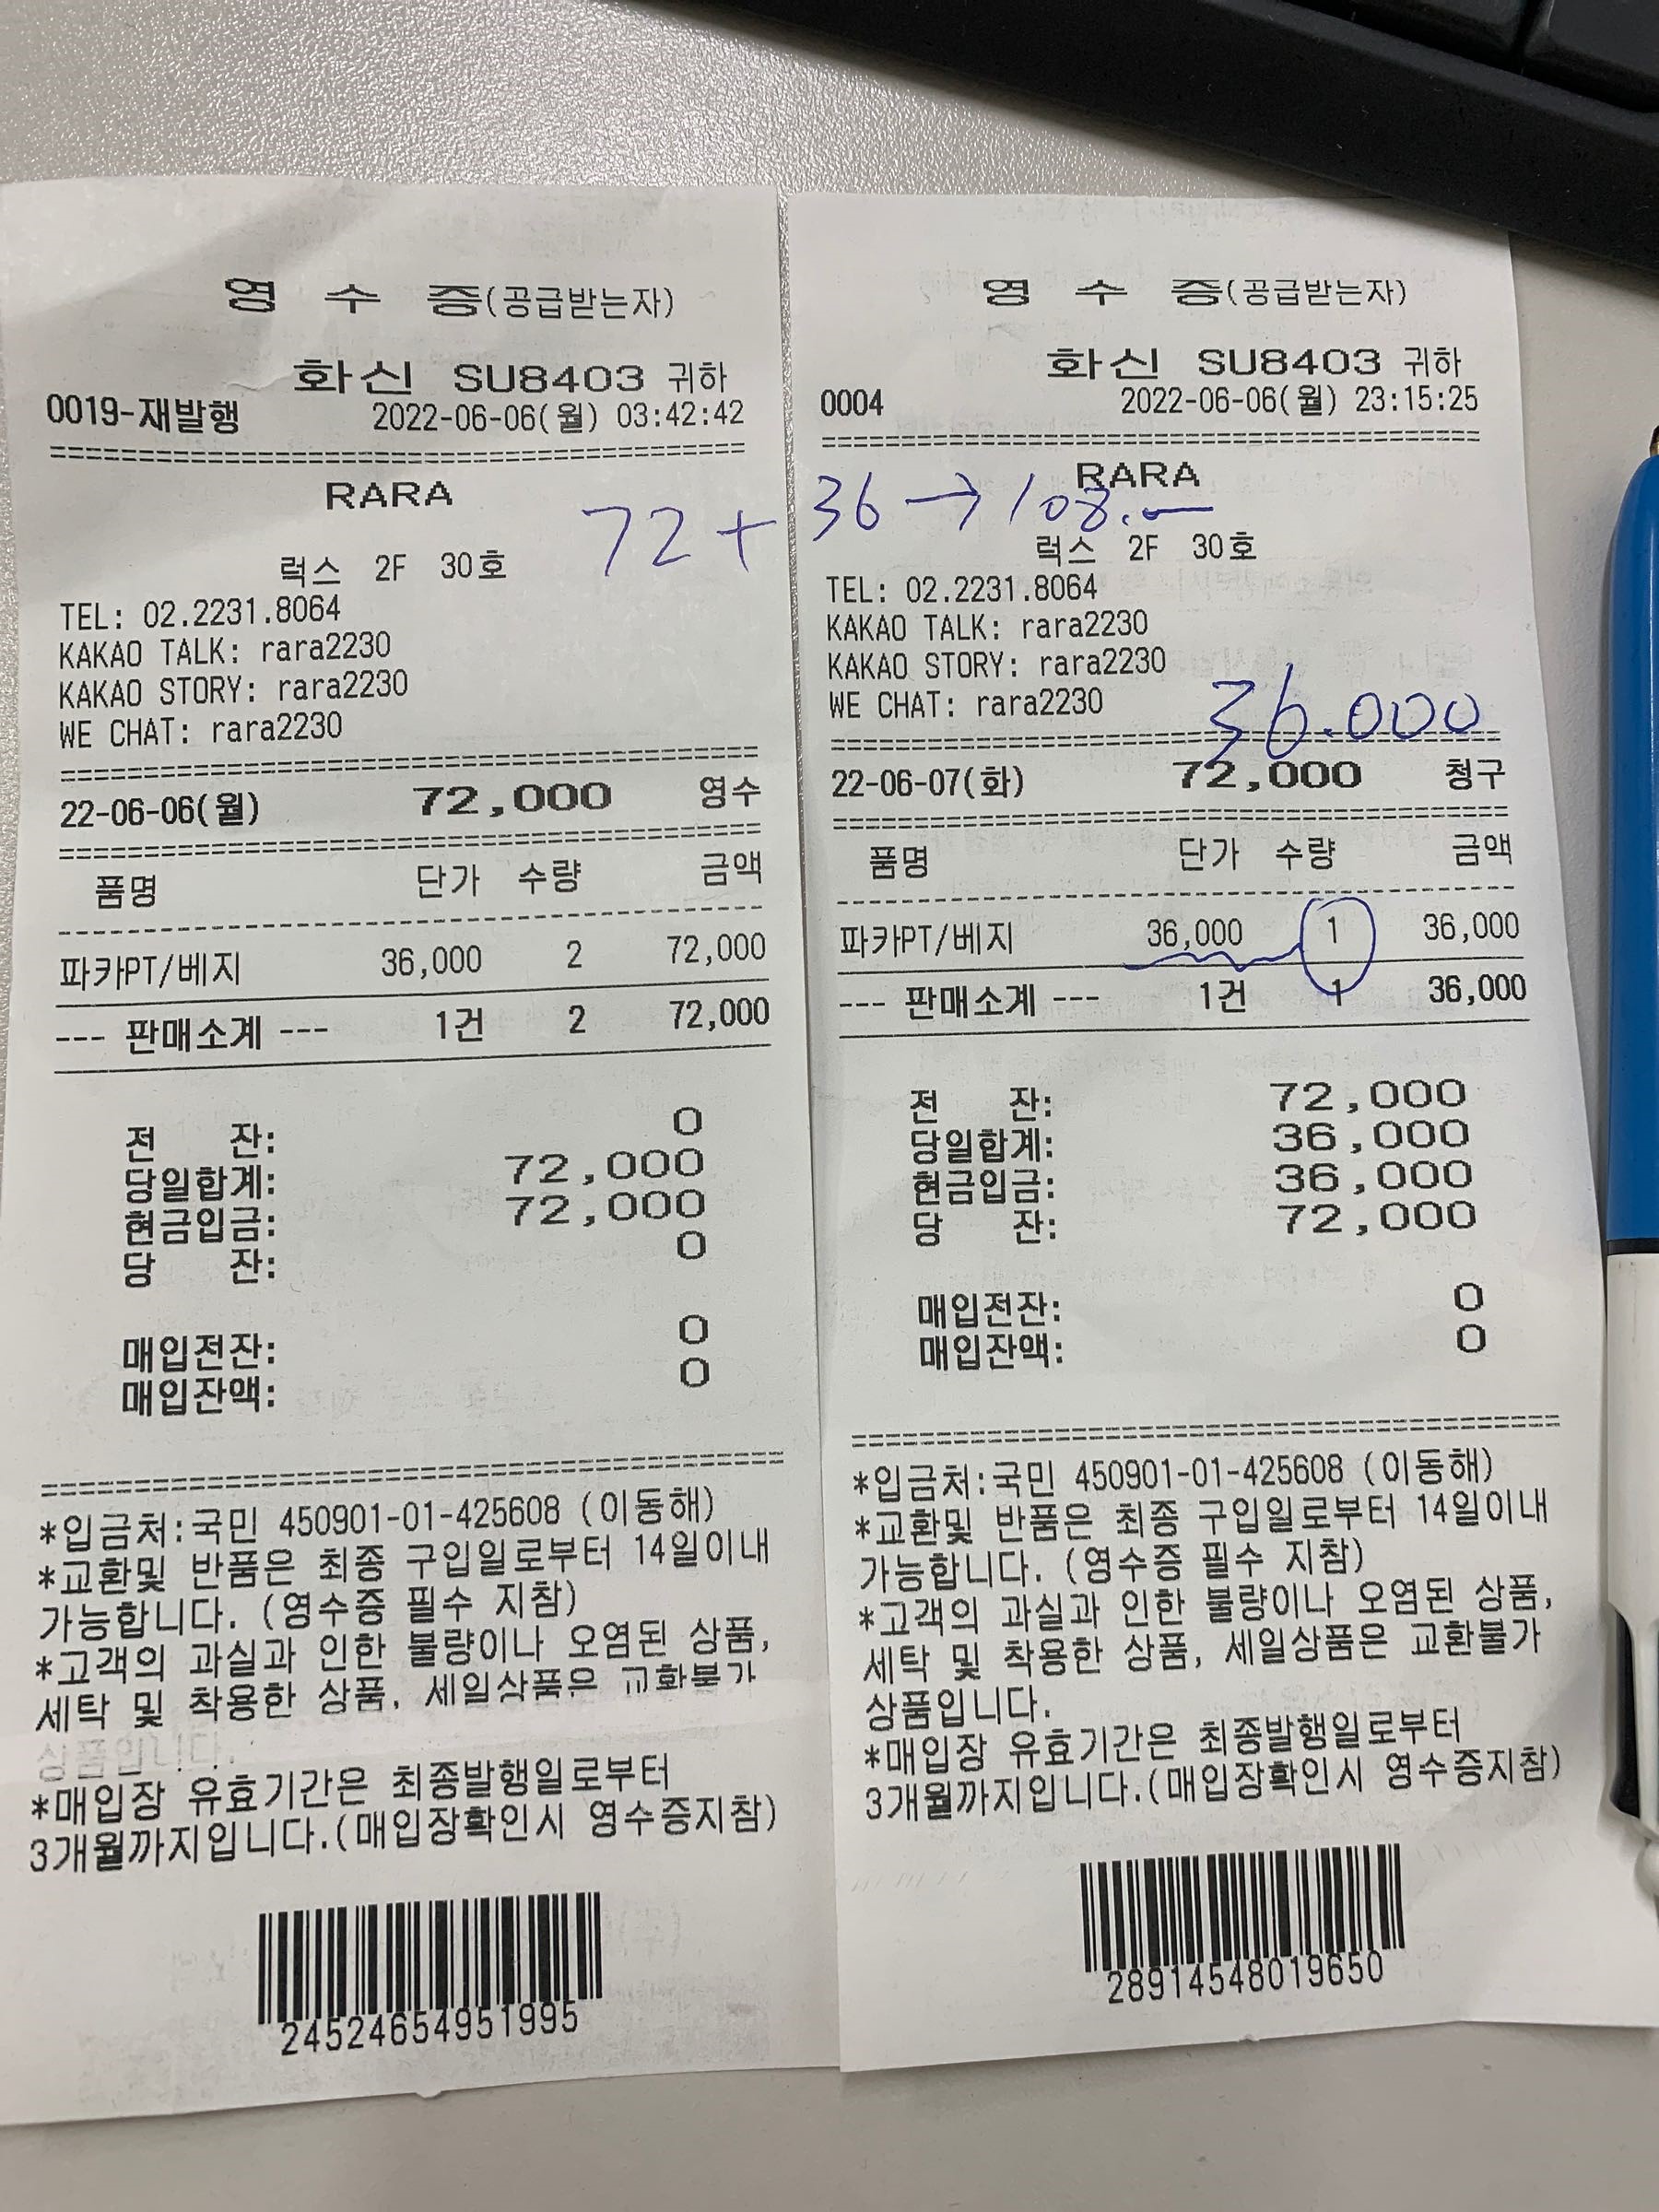 영 수 증(공급받는자)
화신 SU8403 귀하
0019-재발행 2022-06-06(월) 03:42:42
==========================================
RARA
72+36→108.-
럭스 2F 30호
TEL: 02.2231.8064
KAKAO TALK: rara2230
KAKAO STORY: rara2230
WE CHAT: rara2230
==========================================
22-06-06(월) 72,000 영수
==========================================
품명 단가 수량 금액
------------------------------------------
파카PT/베지 36,000 2 72,000
--- 판매소계 --- 1건 2 72,000
전 잔: 0
당일합계: 72,000
현금입금: 72,000
당 잔: 0
매입전잔: 0
매입잔액: 0
==========================================
*입금처:국민 450901-01-425608 (이동해)
*교환및 반품은 최종 구입일로부터 14일이내
가능합니다. (영수증 필수 지참)
*고객의 과실과 인한 불량이나 오염된 상품,
세탁 및 착용한 상품, 세일상품은 교환불가
상품입니다.
*매입장 유효기간은 최종발행일로부터
3개월까지입니다.(매입장확인시 영수증지참)
24524654951995
영 수 증(공급받는자)
화신 SU8403 귀하
0004 2022-06-06(월) 23:15:25
==========================================
RARA
럭스 2F 30호
TEL: 02.2231.8064
KAKAO TALK: rara2230
KAKAO STORY: rara2230
WE CHAT: rara2230
36.000
==========================================
22-06-07(화) 72,000 청구
==========================================
품명 단가 수량 금액
------------------------------------------
파카PT/베지 36,000 1 36,000
--- 판매소계 --- 1건 1 36,000
전 잔: 72,000
당일합계: 36,000
현금입금: 36,000
당 잔: 72,000
매입전잔: 0
매입잔액: 0
==========================================
*입금처:국민 450901-01-425608 (이동해)
*교환및 반품은 최종 구입일로부터 14일이내
가능합니다. (영수증 필수 지참)
*고객의 과실과 인한 불량이나 오염된 상품,
세탁 및 착용한 상품, 세일상품은 교환불가
상품입니다.
*매입장 유효기간은 최종발행일로부터
3개월까지입니다.(매입장확인시 영수증지참)
28914548019650